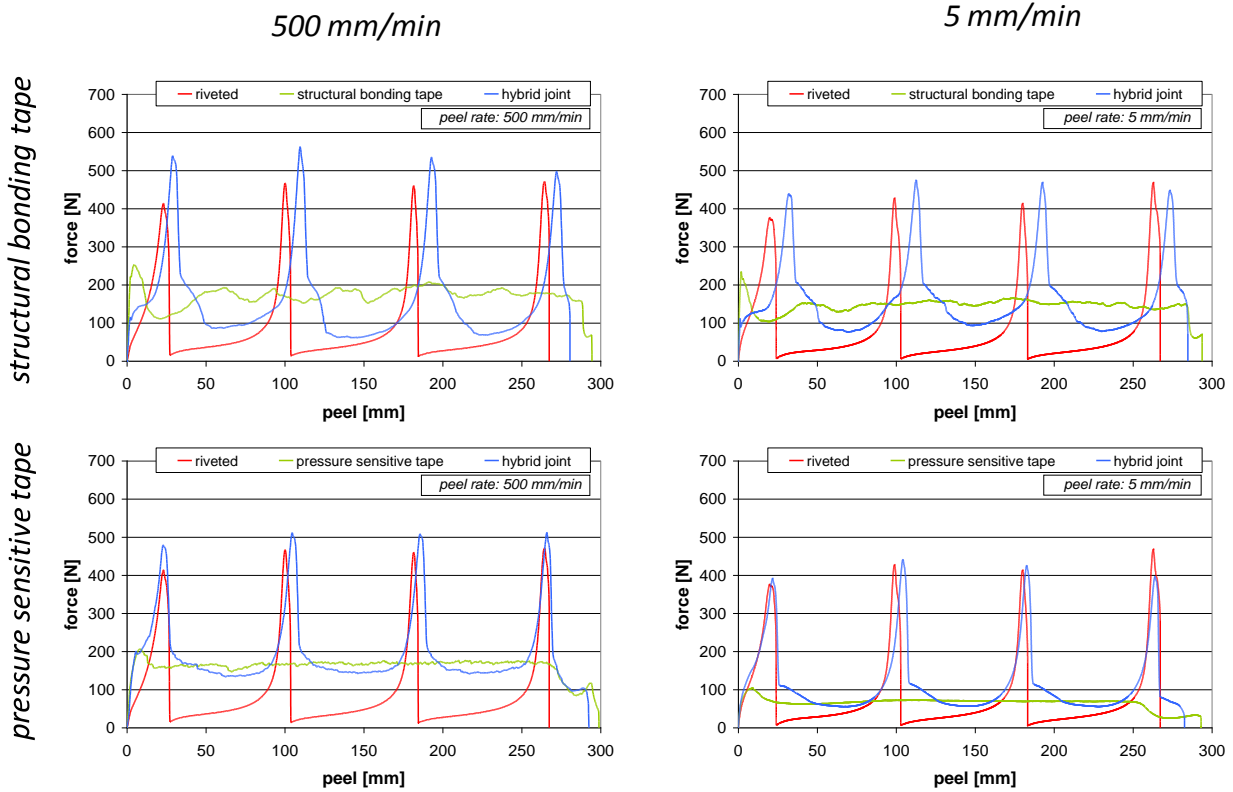 500 mm/min
5 mm/min
structural bonding tape
riveted structural bonding tape hybrid joint
peel rate: 500 mm/min
700
600
500
400
300
200
100
0
force [N]
0 50 100 150 200 250 300
peel [mm]
riveted structural bonding tape hybrid joint
peel rate: 5 mm/min
700
600
500
400
300
200
100
0
force [N]
0 50 100 150 200 250 300
peel [mm]
pressure sensitive tape
riveted pressure sensitive tape hybrid joint
peel rate: 500 mm/min
700
600
500
400
300
200
100
0
force [N]
0 50 100 150 200 250 300
peel [mm]
riveted pressure sensitive tape hybrid joint
peel rate: 5 mm/min
700
600
500
400
300
200
100
0
force [N]
0 50 100 150 200 250 300
peel [mm]